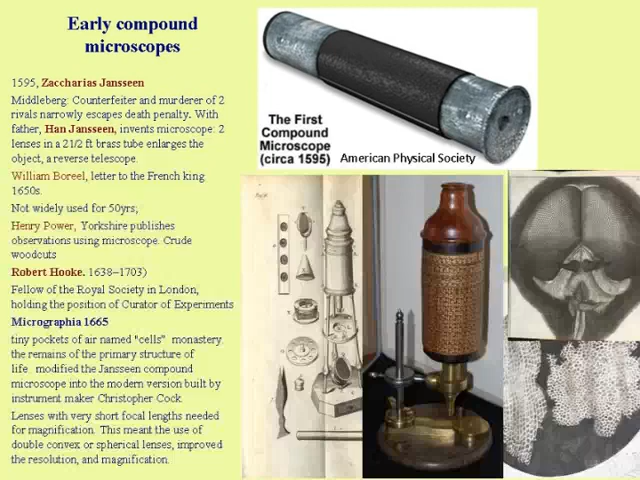 Early compound
microscopes
1595, Zaccharias Jansseen
Middleberg: Counterfeiter and murderer of 2
rivals narrowly escapes death penalty. With
father, Han Jansseen, invents microscope: 2
lenses in a 21/2 ft brass tube enlarges the
object, a reverse telescope.
William Boreel, letter to the French king
1650s.
Not widely used for 50yrs;
Henry Power, Yorkshire publishes
observations using microscope. Crude
woodcuts
Robert Hooke. 1638–1703)
Fellow of the Royal Society in London,
holding the position of Curator of Experiments
Micrographia 1665
tiny pockets of air named "cells" monastery.
the remains of the primary structure of
life. modified the Janssen compound
microscope into the modern version built by
instrument maker Christopher Cock.
Lenses with very short focal lengths needed
for magnification. This meant the use of
double convex or spherical lenses, improved
the resolution, and magnification.
The First
Compound
Microscope
(circa 1595)
American Physical Society